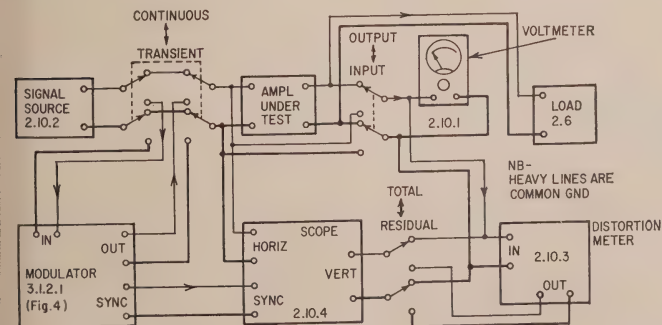 CONTINUOUS
TRANSIENT
OUTPUT
INPUT
VOLTMETER
SIGNAL
SOURCE
2.10.2
AMPL
UNDER
TEST
2.10.1
LOAD
2.6
NB-
HEAVY LINES ARE
COMMON GND
TOTAL
RESIDUAL
IN
OUT
MODULATOR
3.1.2.1
(Fig.4)
SYNC
SCOPE
HORIZ
VERT
SYNC
2.10.4
DISTORTION
METER
IN
2.10.3
OUT